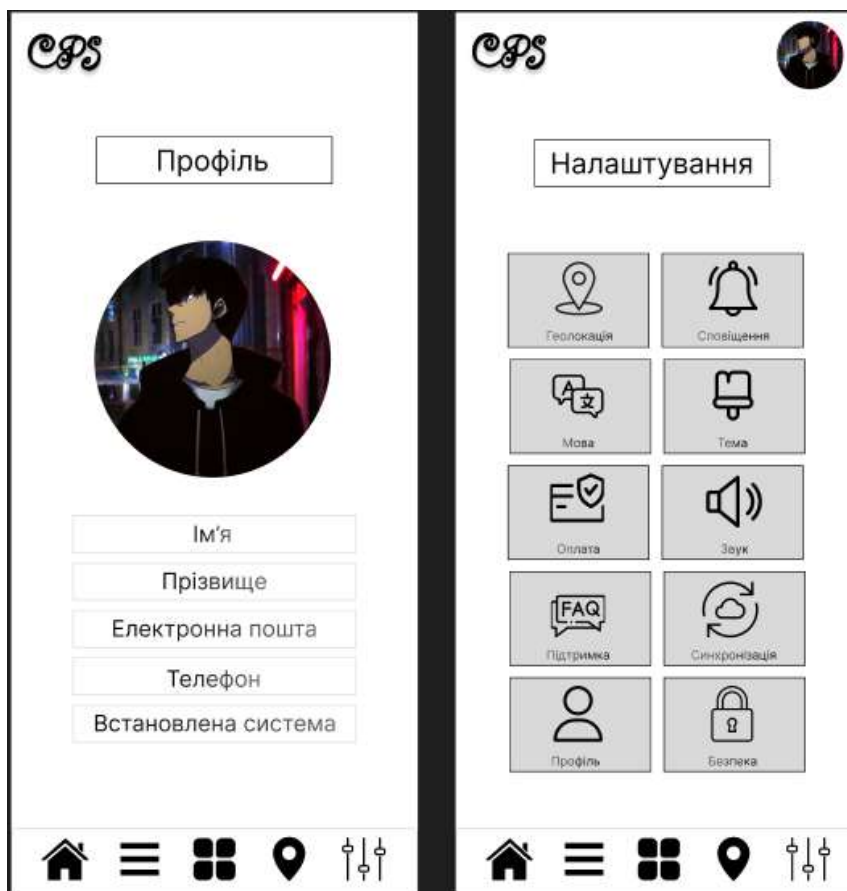 CPS
Профіль
Ім'я
Прізвище
Електронна пошта
Телефон
Встановлена система
CPS
Налаштування
Геолокація
Сповіщення
A 文
Мова
Тема
Оплата
Звук
FAQ
Підтримка
Синхронізація
Профіль
Безпека